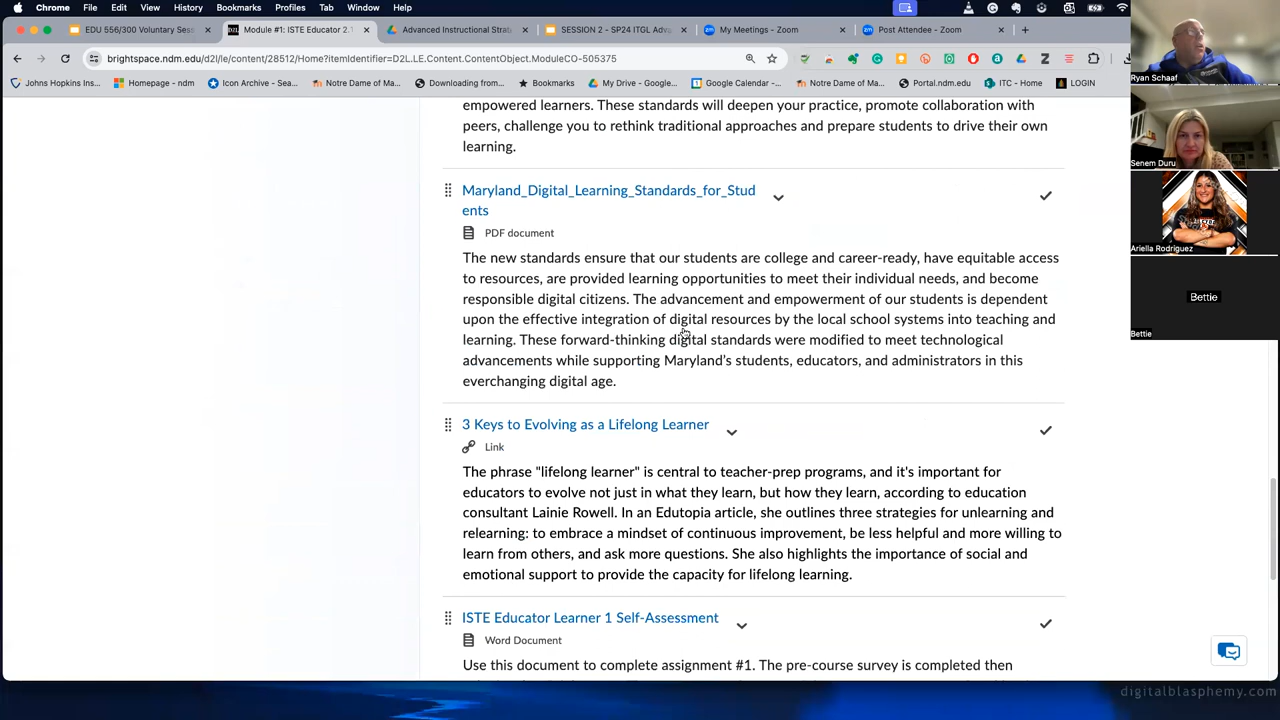 Chrome File Edit View History Bookmarks Profiles Tab Window Help
EDU 556/300 Voluntary Sess
Module #1: ISTE Educator 2.1
Advanced Instructional Strat
SESSION 2 - SP24 ITGL Adv
My Meetings - Zoom
Post Attendee - Zoom
brightspace.ndm.edu/d2l/le/content/28512/Home?itemIdentifier=D2L.LE.Content.ContentObject.ModuleCO-505375
Johns Hopkins Ins...
Homepage - ndm
Icon Archive - Sea...
Notre Dame of Ma...
Downloading from...
Bookmarks
My Drive - Google...
Google Calendar -...
Notre Dame of Ma...
Portal.ndm.edu
ITC - Home
LOGIN
Ryan Schaaf
Senem Duru
Ariella Rodriguez
Bettie
Bettie
empowered learners. These standards will deepen your practice, promote collaboration with
peers, challenge you to rethink traditional approaches and prepare students to drive their own
learning.
Maryland_Digital_Learning_Standards_for_Stud
ents
PDF document
The new standards ensure that our students are college and career-ready, have equitable access
to resources, are provided learning opportunities to meet their individual needs, and become
responsible digital citizens. The advancement and empowerment of our students is dependent
upon the effective integration of digital resources by the local school systems into teaching and
learning. These forward-thinking digital standards were modified to meet technological
advancements while supporting Maryland's students, educators, and administrators in this
everchanging digital age.
3 Keys to Evolving as a Lifelong Learner
Link
The phrase "lifelong learner" is central to teacher-prep programs, and it's important for
educators to evolve not just in what they learn, but how they learn, according to education
consultant Lainie Rowell. In an Edutopia article, she outlines three strategies for unlearning and
relearning: to embrace a mindset of continuous improvement, be less helpful and more willing to
learn from others, and ask more questions. She also highlights the importance of social and
emotional support to provide the capacity for lifelong learning.
ISTE Educator Learner 1 Self-Assessment
Word Document
Use this document to complete assignment #1. The pre-course survey is completed then
digitalblasphemy.com